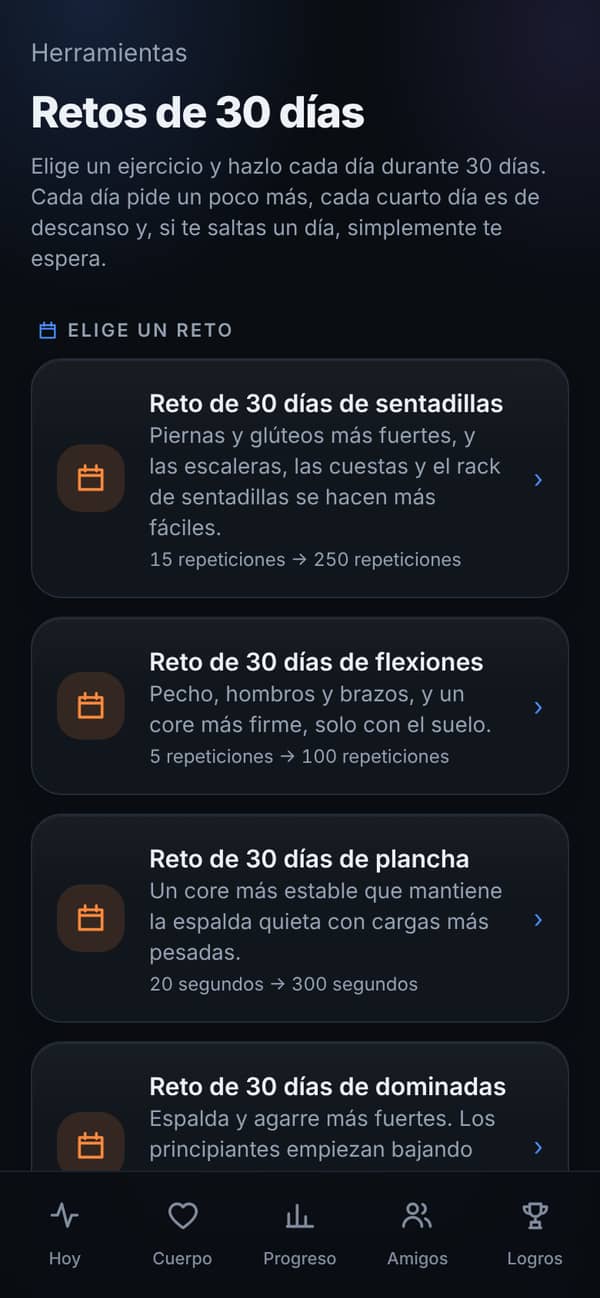 Herramientas
Retos de 30 días
Elige un ejercicio y hazlo cada día durante 30 días.
Cada día pide un poco más, cada cuarto día es de
descanso y, si te saltas un día, simplemente te
espera.
ELIGE UN RETO
Reto de 30 días de sentadillas
Piernas y glúteos más fuertes, y
las escaleras, las cuestas y el rack
de sentadillas se hacen más
fáciles.
15 repeticiones → 250 repeticiones
Reto de 30 días de flexiones
Pecho, hombros y brazos, y un
core más firme, solo con el suelo.
5 repeticiones → 100 repeticiones
Reto de 30 días de plancha
Un core más estable que mantiene
la espalda quieta con cargas más
pesadas.
20 segundos → 300 segundos
Reto de 30 días de dominadas
Espalda y agarre más fuertes. Los
principiantes empiezan bajando
Hoy
Cuerpo
Progreso
Amigos
Logros